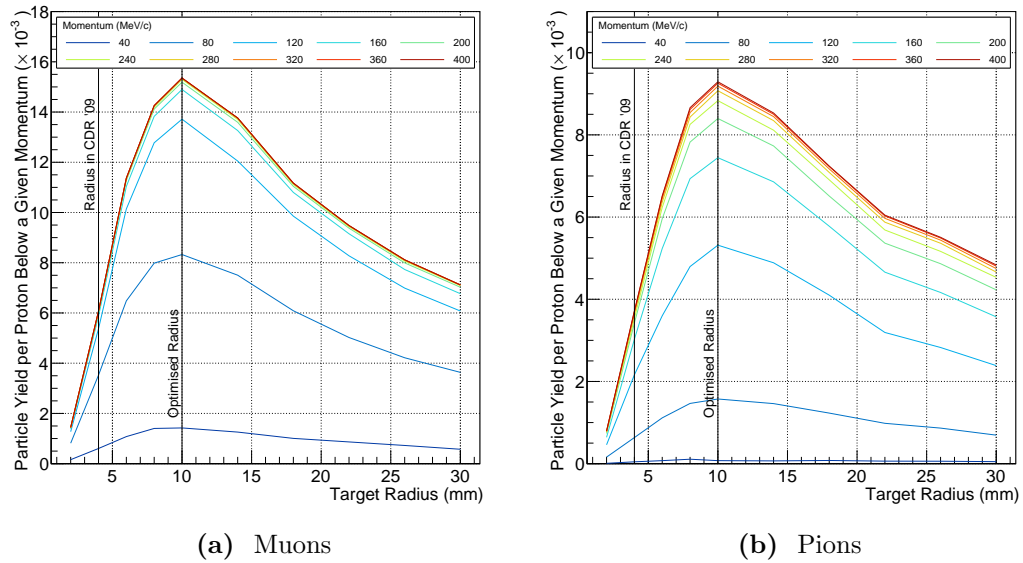 Particle Yield per Proton Below a Given Momentum (× 10⁻³)
18
16
14
12
10
8
6
4
2
0
Momentum (MeV/c)
40 80 120 160 200
240 280 320 360 400
Radius in CDR '09
Optimised Radius
5 10 15 20 25 30
Target Radius (mm)
(a) Muons
Particle Yield per Proton Below a Given Momentum (× 10⁻³)
10
8
6
4
2
0
Momentum (MeV/c)
40 80 120 160 200
240 280 320 360 400
Radius in CDR '09
Optimised Radius
5 10 15 20 25 30
Target Radius (mm)
(b) Pions